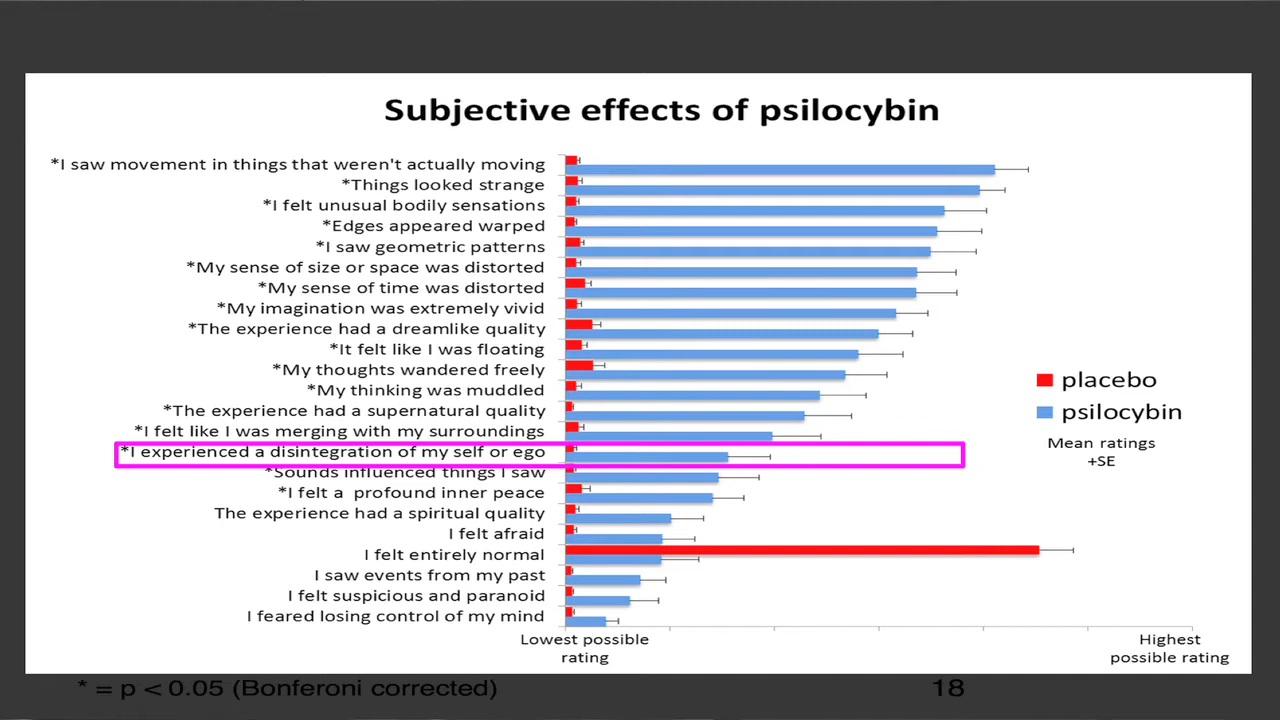 Subjective effects of psilocybin
*I saw movement in things that weren't actually moving
*Things looked strange
*I felt unusual bodily sensations
*Edges appeared warped
*I saw geometric patterns
*My sense of size or space was distorted
*My sense of time was distorted
*My imagination was extremely vivid
*The experience had a dreamlike quality
*It felt like I was floating
*My thoughts wandered freely
*My thinking was muddled
*The experience had a supernatural quality
*I felt like I was merging with my surroundings
*I experienced a disintegration of my self or ego
*Sounds influenced things I saw
*I felt a profound inner peace
The experience had a spiritual quality
I felt afraid
I felt entirely normal
I saw events from my past
I felt suspicious and paranoid
I feared losing control of my mind
placebo
psilocybin
Mean ratings
+SE
Lowest possible
rating
Highest
possible rating
* = p < 0.05 (Bonferoni corrected)
18